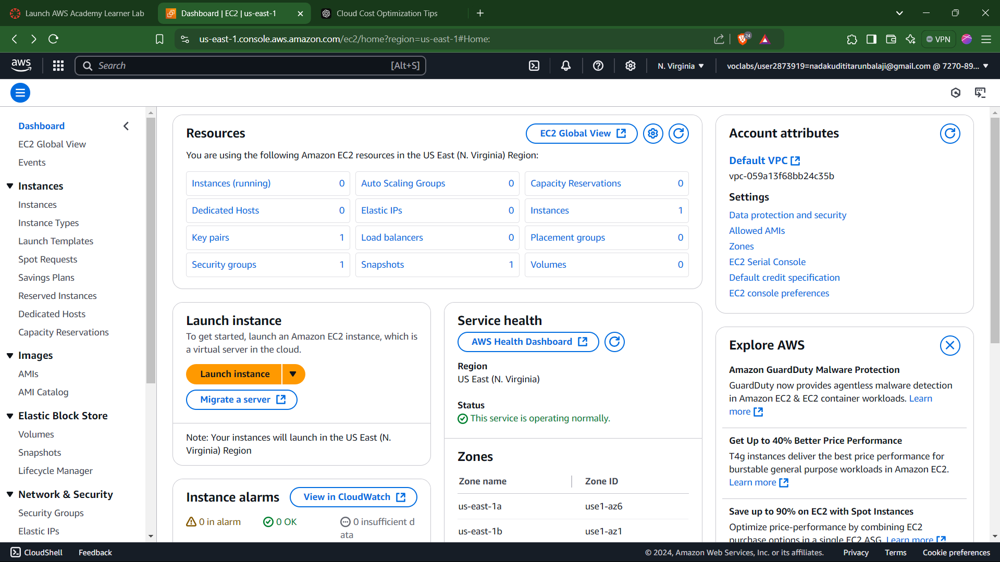 Launch AWS Academy Learner Lab
Dashboard | EC2 | us-east-1
Cloud Cost Optimization Tips
us-east-1.console.aws.amazon.com/ec2/home?region=us-east-1#Home:
24
VPN
aws
Search
[Alt+S]
N. Virginia
voclabs/user2873919=nadakudititarunbalaji@gmail.com @ 7270-89...
Dashboard
EC2 Global View
Events
Instances
Instances
Instance Types
Launch Templates
Spot Requests
Savings Plans
Reserved Instances
Dedicated Hosts
Capacity Reservations
Images
AMIs
AMI Catalog
Elastic Block Store
Volumes
Snapshots
Lifecycle Manager
Network & Security
Security Groups
Elastic IPs
Resources
EC2 Global View
You are using the following Amazon EC2 resources in the US East (N. Virginia) Region:
Instances (running) 0
Auto Scaling Groups 0
Capacity Reservations 0
Dedicated Hosts 0
Elastic IPs 0
Instances 1
Key pairs 1
Load balancers 0
Placement groups 0
Security groups 1
Snapshots 1
Volumes 0
Launch instance
To get started, launch an Amazon EC2 instance, which is
a virtual server in the cloud.
Launch instance
Migrate a server
Note: Your instances will launch in the US East (N.
Virginia) Region
Instance alarms
View in CloudWatch
0 in alarm
0 OK
0 insufficient d
ata
Service health
AWS Health Dashboard
Region
US East (N. Virginia)
Status
This service is operating normally.
Zones
Zone name
Zone ID
us-east-1a
use1-az6
us-east-1b
use1-az1
Account attributes
Default VPC
vpc-059a13f68bb24c35b
Settings
Data protection and security
Allowed AMIs
Zones
EC2 Serial Console
Default credit specification
EC2 console preferences
Explore AWS
Amazon GuardDuty Malware Protection
GuardDuty now provides agentless malware detection
in Amazon EC2 & EC2 container workloads. Learn
more
Get Up to 40% Better Price Performance
T4g instances deliver the best price performance for
burstable general purpose workloads in Amazon EC2.
Learn more
Save up to 90% on EC2 with Spot Instances
Optimize price-performance by combining EC2
purchase options in a single EC2 ASG. Learn more
CloudShell
Feedback
© 2024, Amazon Web Services, Inc. or its affiliates.
Privacy
Terms
Cookie preferences